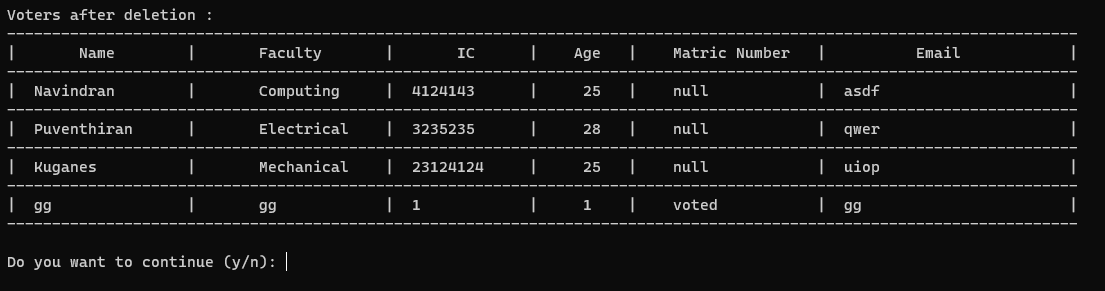 Voters after deletion :
-----------------------------------------------------------------------------------------------------------------------
|       Name        |       Faculty       |       IC      |    Age   |    Matric Number   |          Email            |
-----------------------------------------------------------------------------------------------------------------------
|  Navindran        |       Computing     |  4124143      |     25   |    null            |  asdf                     |
-----------------------------------------------------------------------------------------------------------------------
|  Puventhiran      |       Electrical    |  3235235      |     28   |    null            |  qwer                     |
-----------------------------------------------------------------------------------------------------------------------
|  Kuganes          |       Mechanical    |  23124124     |     25   |    null            |  uiop                     |
-----------------------------------------------------------------------------------------------------------------------
|  gg               |       gg            |  1            |     1    |    voted           |  gg                       |
-----------------------------------------------------------------------------------------------------------------------
Do you want to continue (y/n):